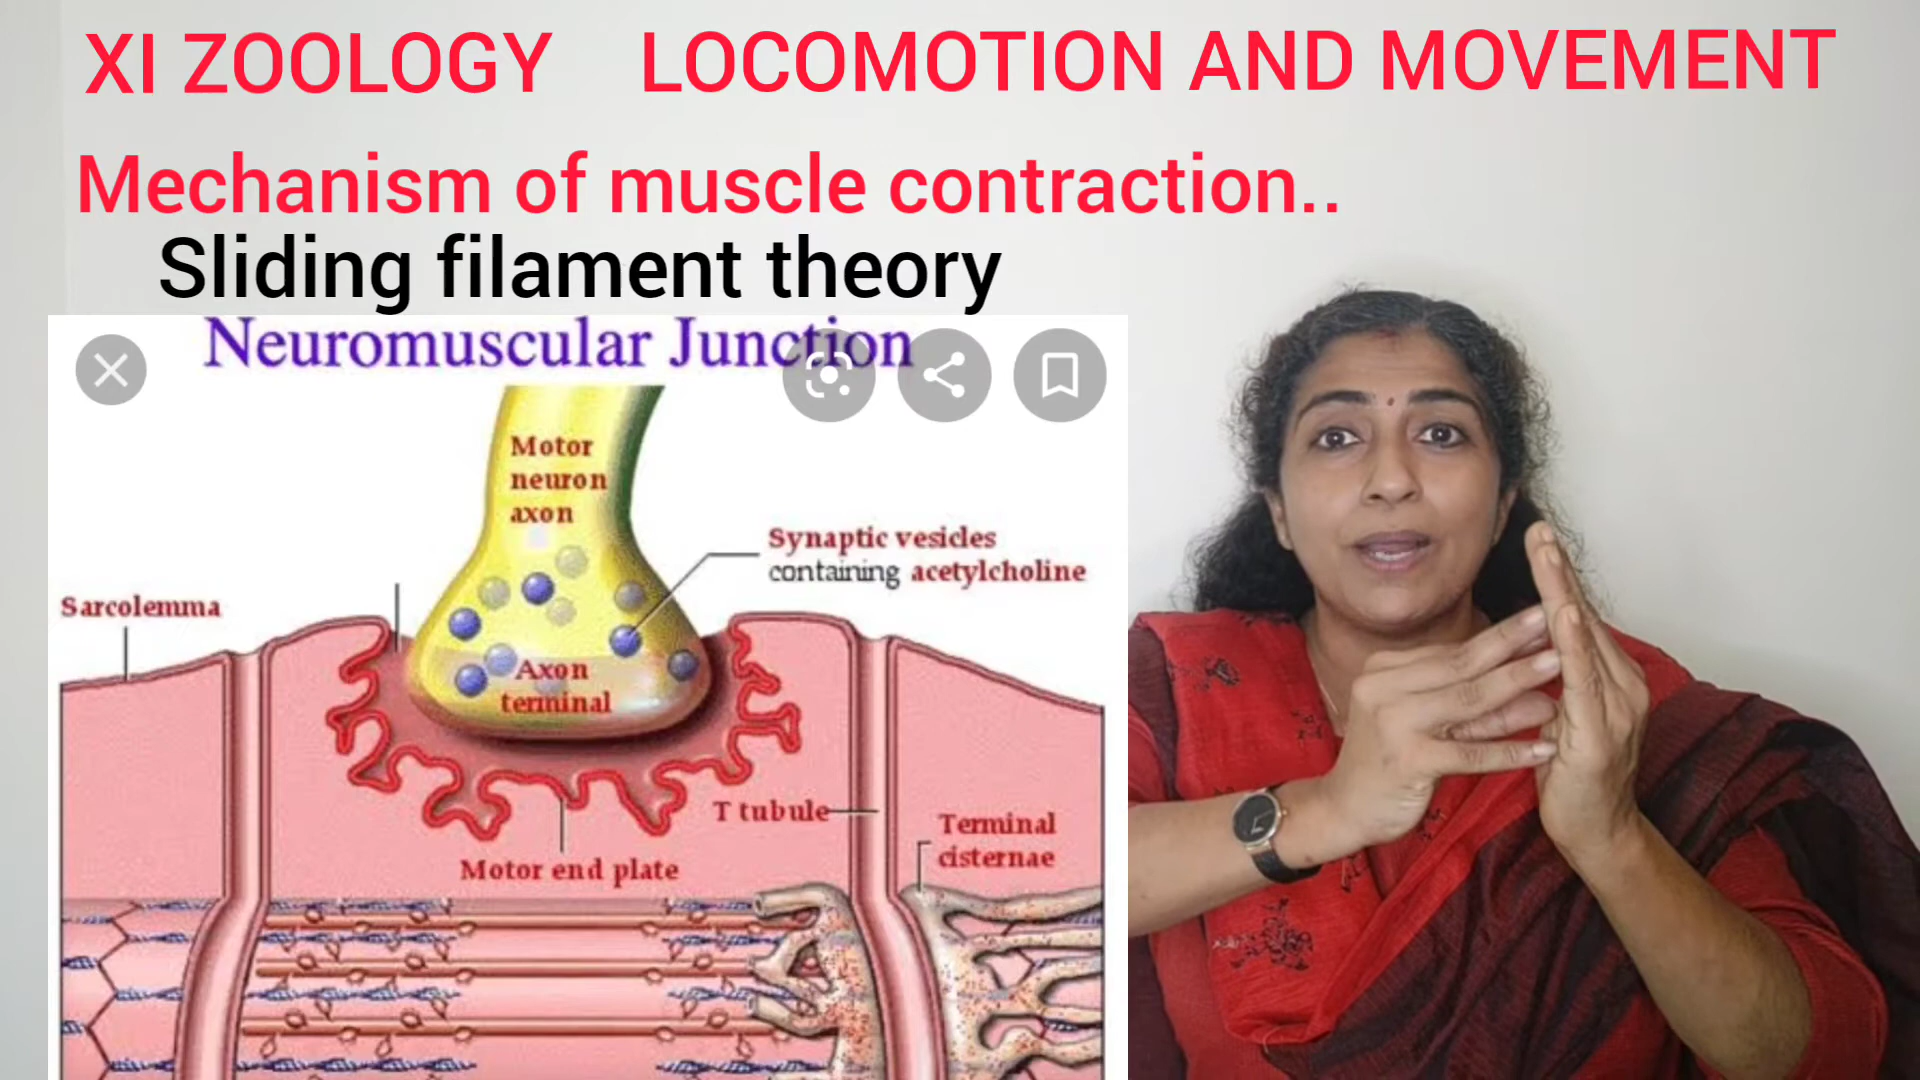 XI ZOOLOGY LOCOMOTION AND MOVEMENT
Mechanism of muscle contraction..
Sliding filament theory
Neuromuscular Junction
Motor
neuron
axon
Synaptic vesicles
containing acetylcholine
Sarcolemma
Axon
terminal
T tubule
Terminal
cisternae
Motor end plate